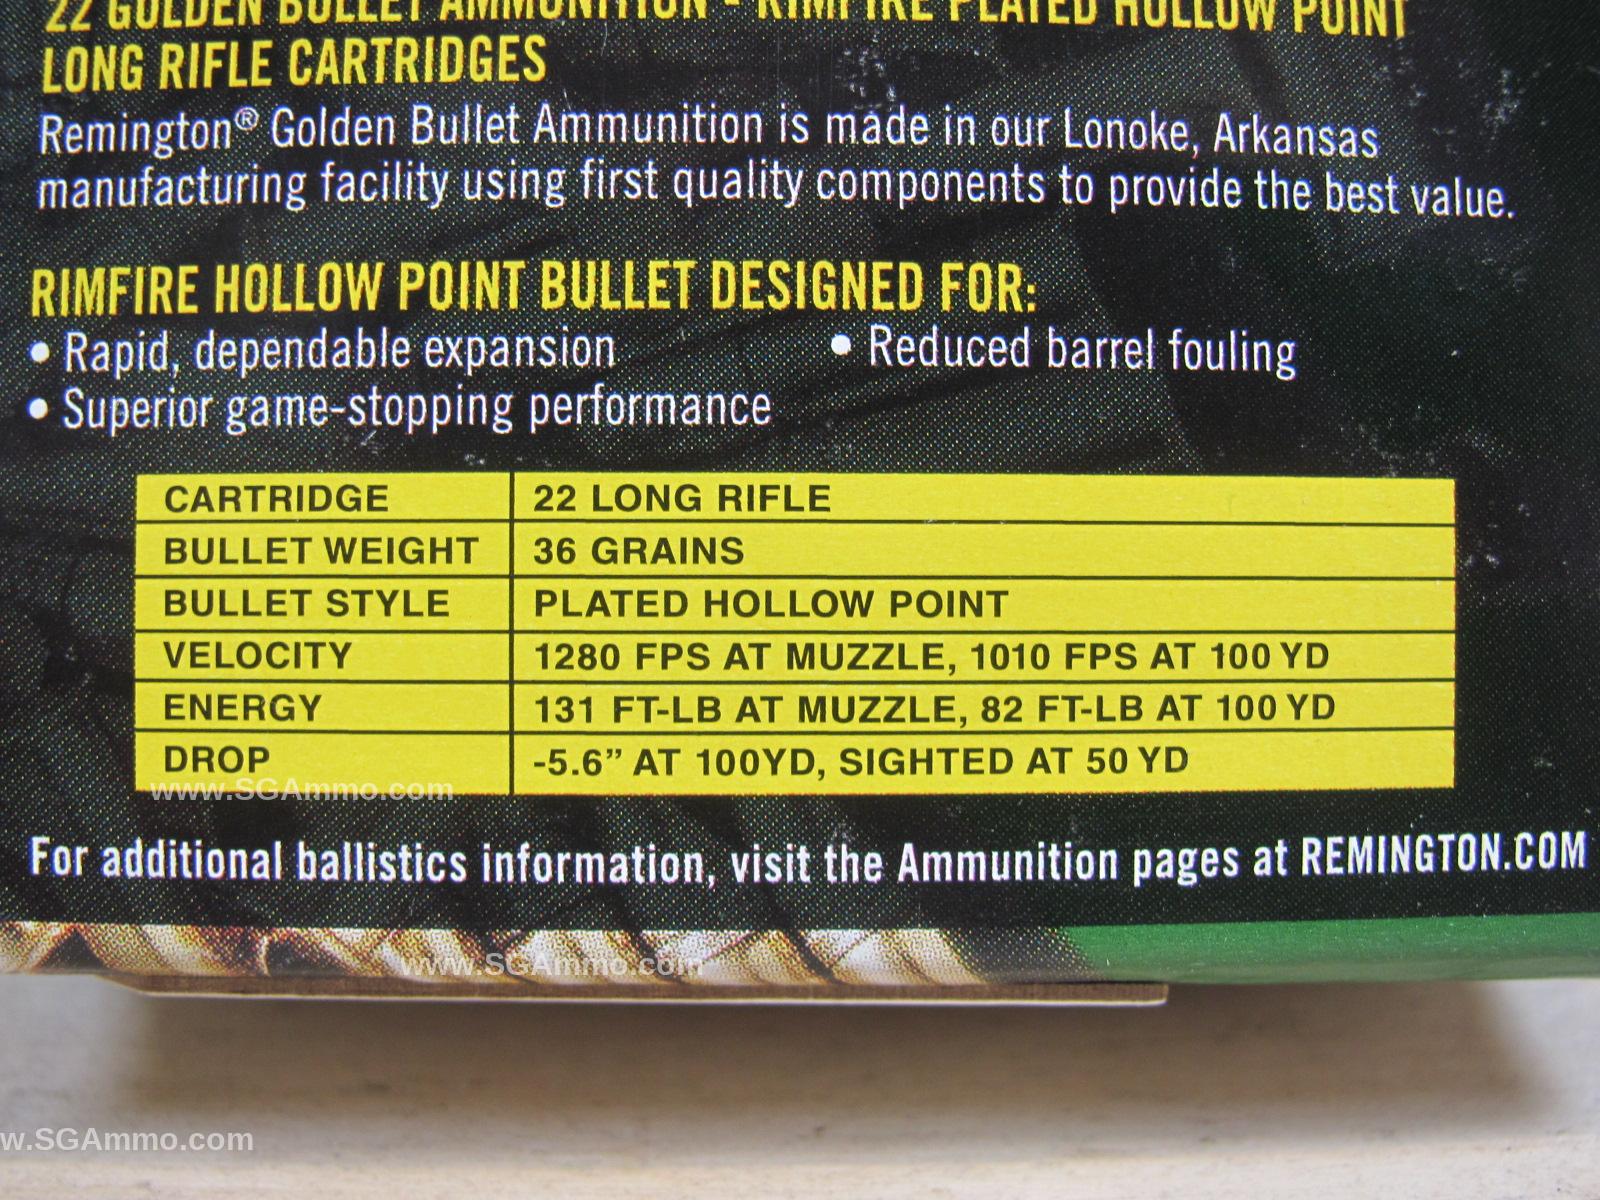 22 GOLDEN BULLET AMMUNITION - RIMFIRE PLATED HOLLOW POINT
LONG RIFLE CARTRIDGES
Remington® Golden Bullet Ammunition is made in our Lonoke, Arkansas
manufacturing facility using first quality components to provide the best value.
RIMFIRE HOLLOW POINT BULLET DESIGNED FOR:
• Rapid, dependable expansion • Reduced barrel fouling
• Superior game-stopping performance
CARTRIDGE 22 LONG RIFLE
BULLET WEIGHT 36 GRAINS
BULLET STYLE PLATED HOLLOW POINT
VELOCITY 1280 FPS AT MUZZLE, 1010 FPS AT 100 YD
ENERGY 131 FT-LB AT MUZZLE, 82 FT-LB AT 100 YD
DROP -5.6” AT 100YD, SIGHTED AT 50 YD
www.SGAmmo.com
For additional ballistics information, visit the Ammunition pages at REMINGTON.COM
www.SGAmmo.com
w.SGAmmo.com